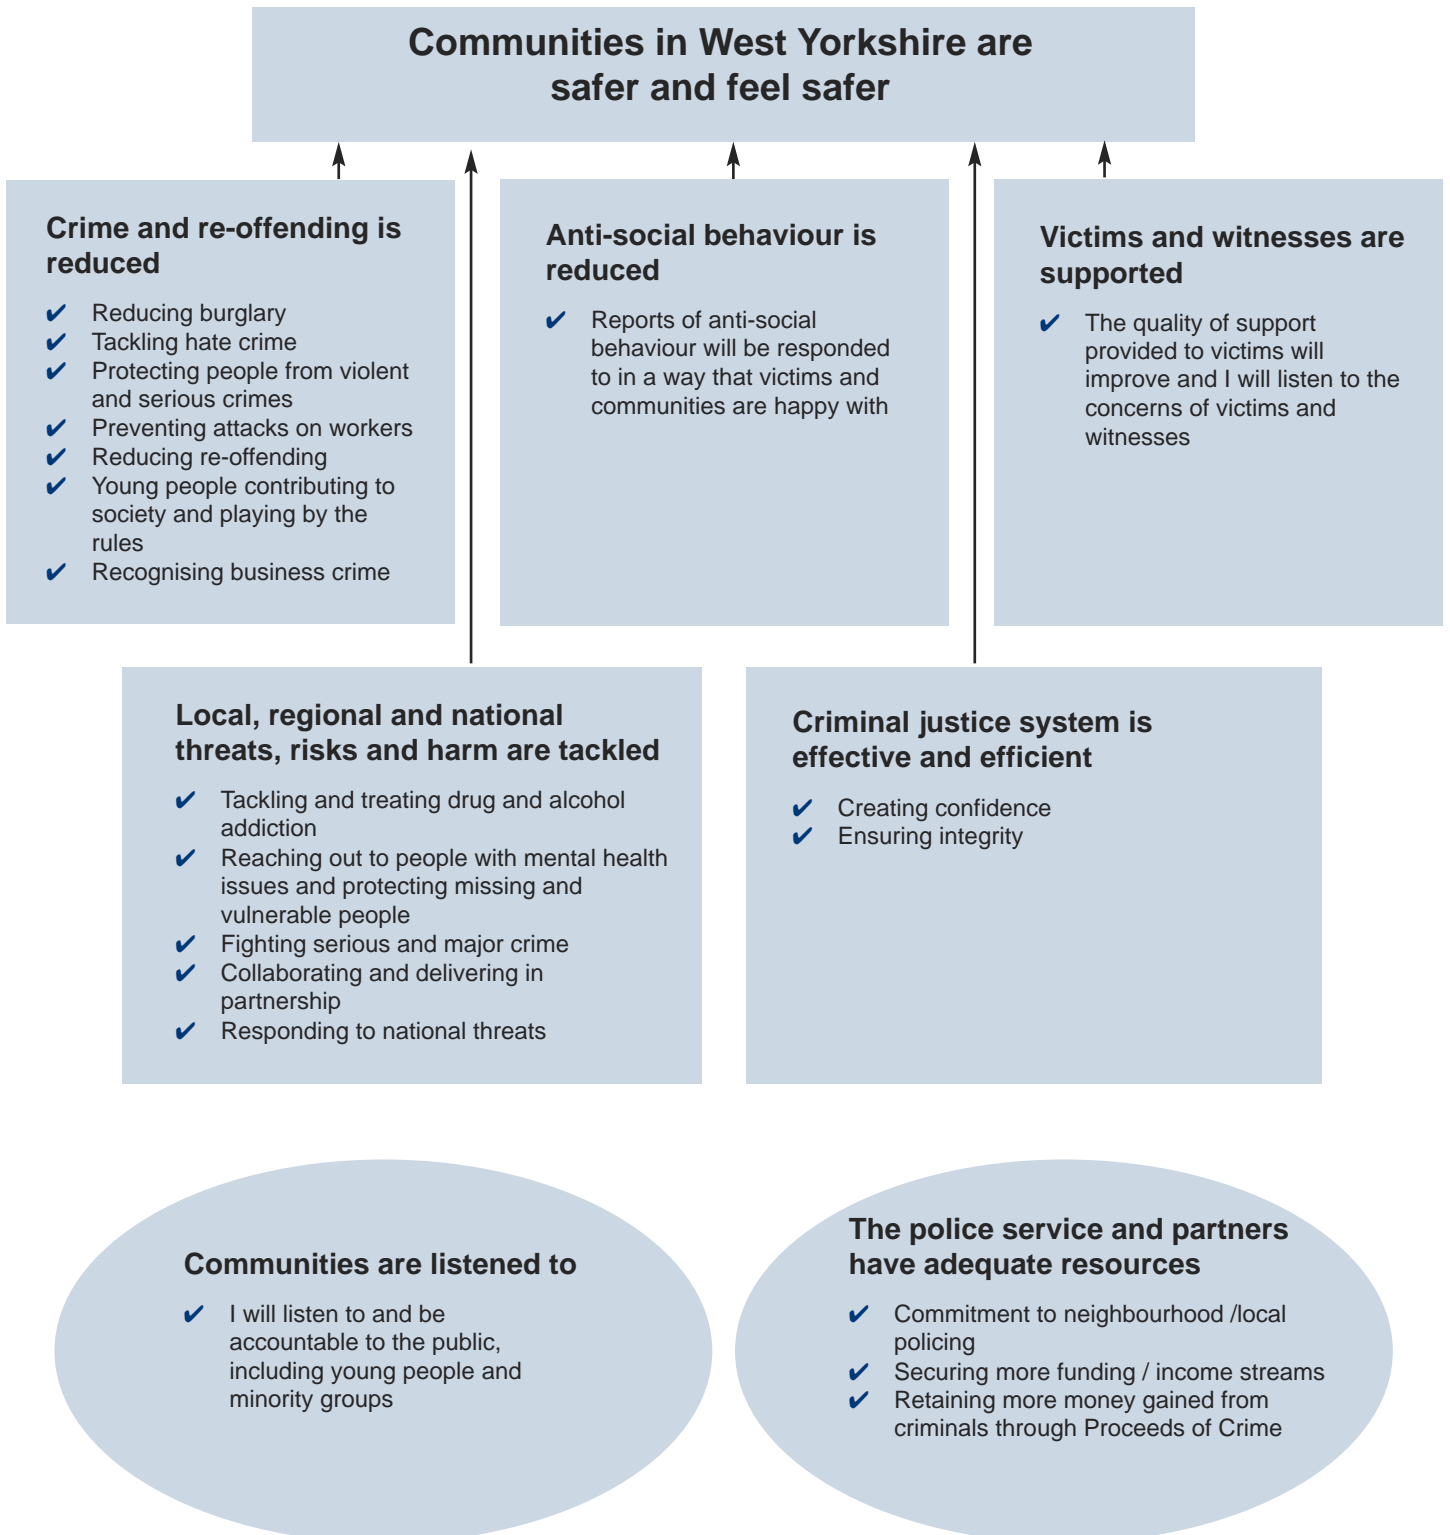 Communities in West Yorkshire are
safer and feel safer
Crime and re-offending is
reduced
✔ Reducing burglary
✔ Tackling hate crime
✔ Protecting people from violent
and serious crimes
✔ Preventing attacks on workers
✔ Reducing re-offending
✔ Young people contributing to
society and playing by the
rules
✔ Recognising business crime
Anti-social behaviour is
reduced
✔ Reports of anti-social
behaviour will be responded
to in a way that victims and
communities are happy with
Victims and witnesses are
supported
✔ The quality of support
provided to victims will
improve and I will listen to the
concerns of victims and
witnesses
Local, regional and national
threats, risks and harm are tackled
✔ Tackling and treating drug and alcohol
addiction
✔ Reaching out to people with mental health
issues and protecting missing and
vulnerable people
✔ Fighting serious and major crime
✔ Collaborating and delivering in
partnership
✔ Responding to national threats
Criminal justice system is
effective and efficient
✔ Creating confidence
✔ Ensuring integrity
Communities are listened to
✔ I will listen to and be
accountable to the public,
including young people and
minority groups
The police service and partners
have adequate resources
✔ Commitment to neighbourhood /local
policing
✔ Securing more funding / income streams
✔ Retaining more money gained from
criminals through Proceeds of Crime